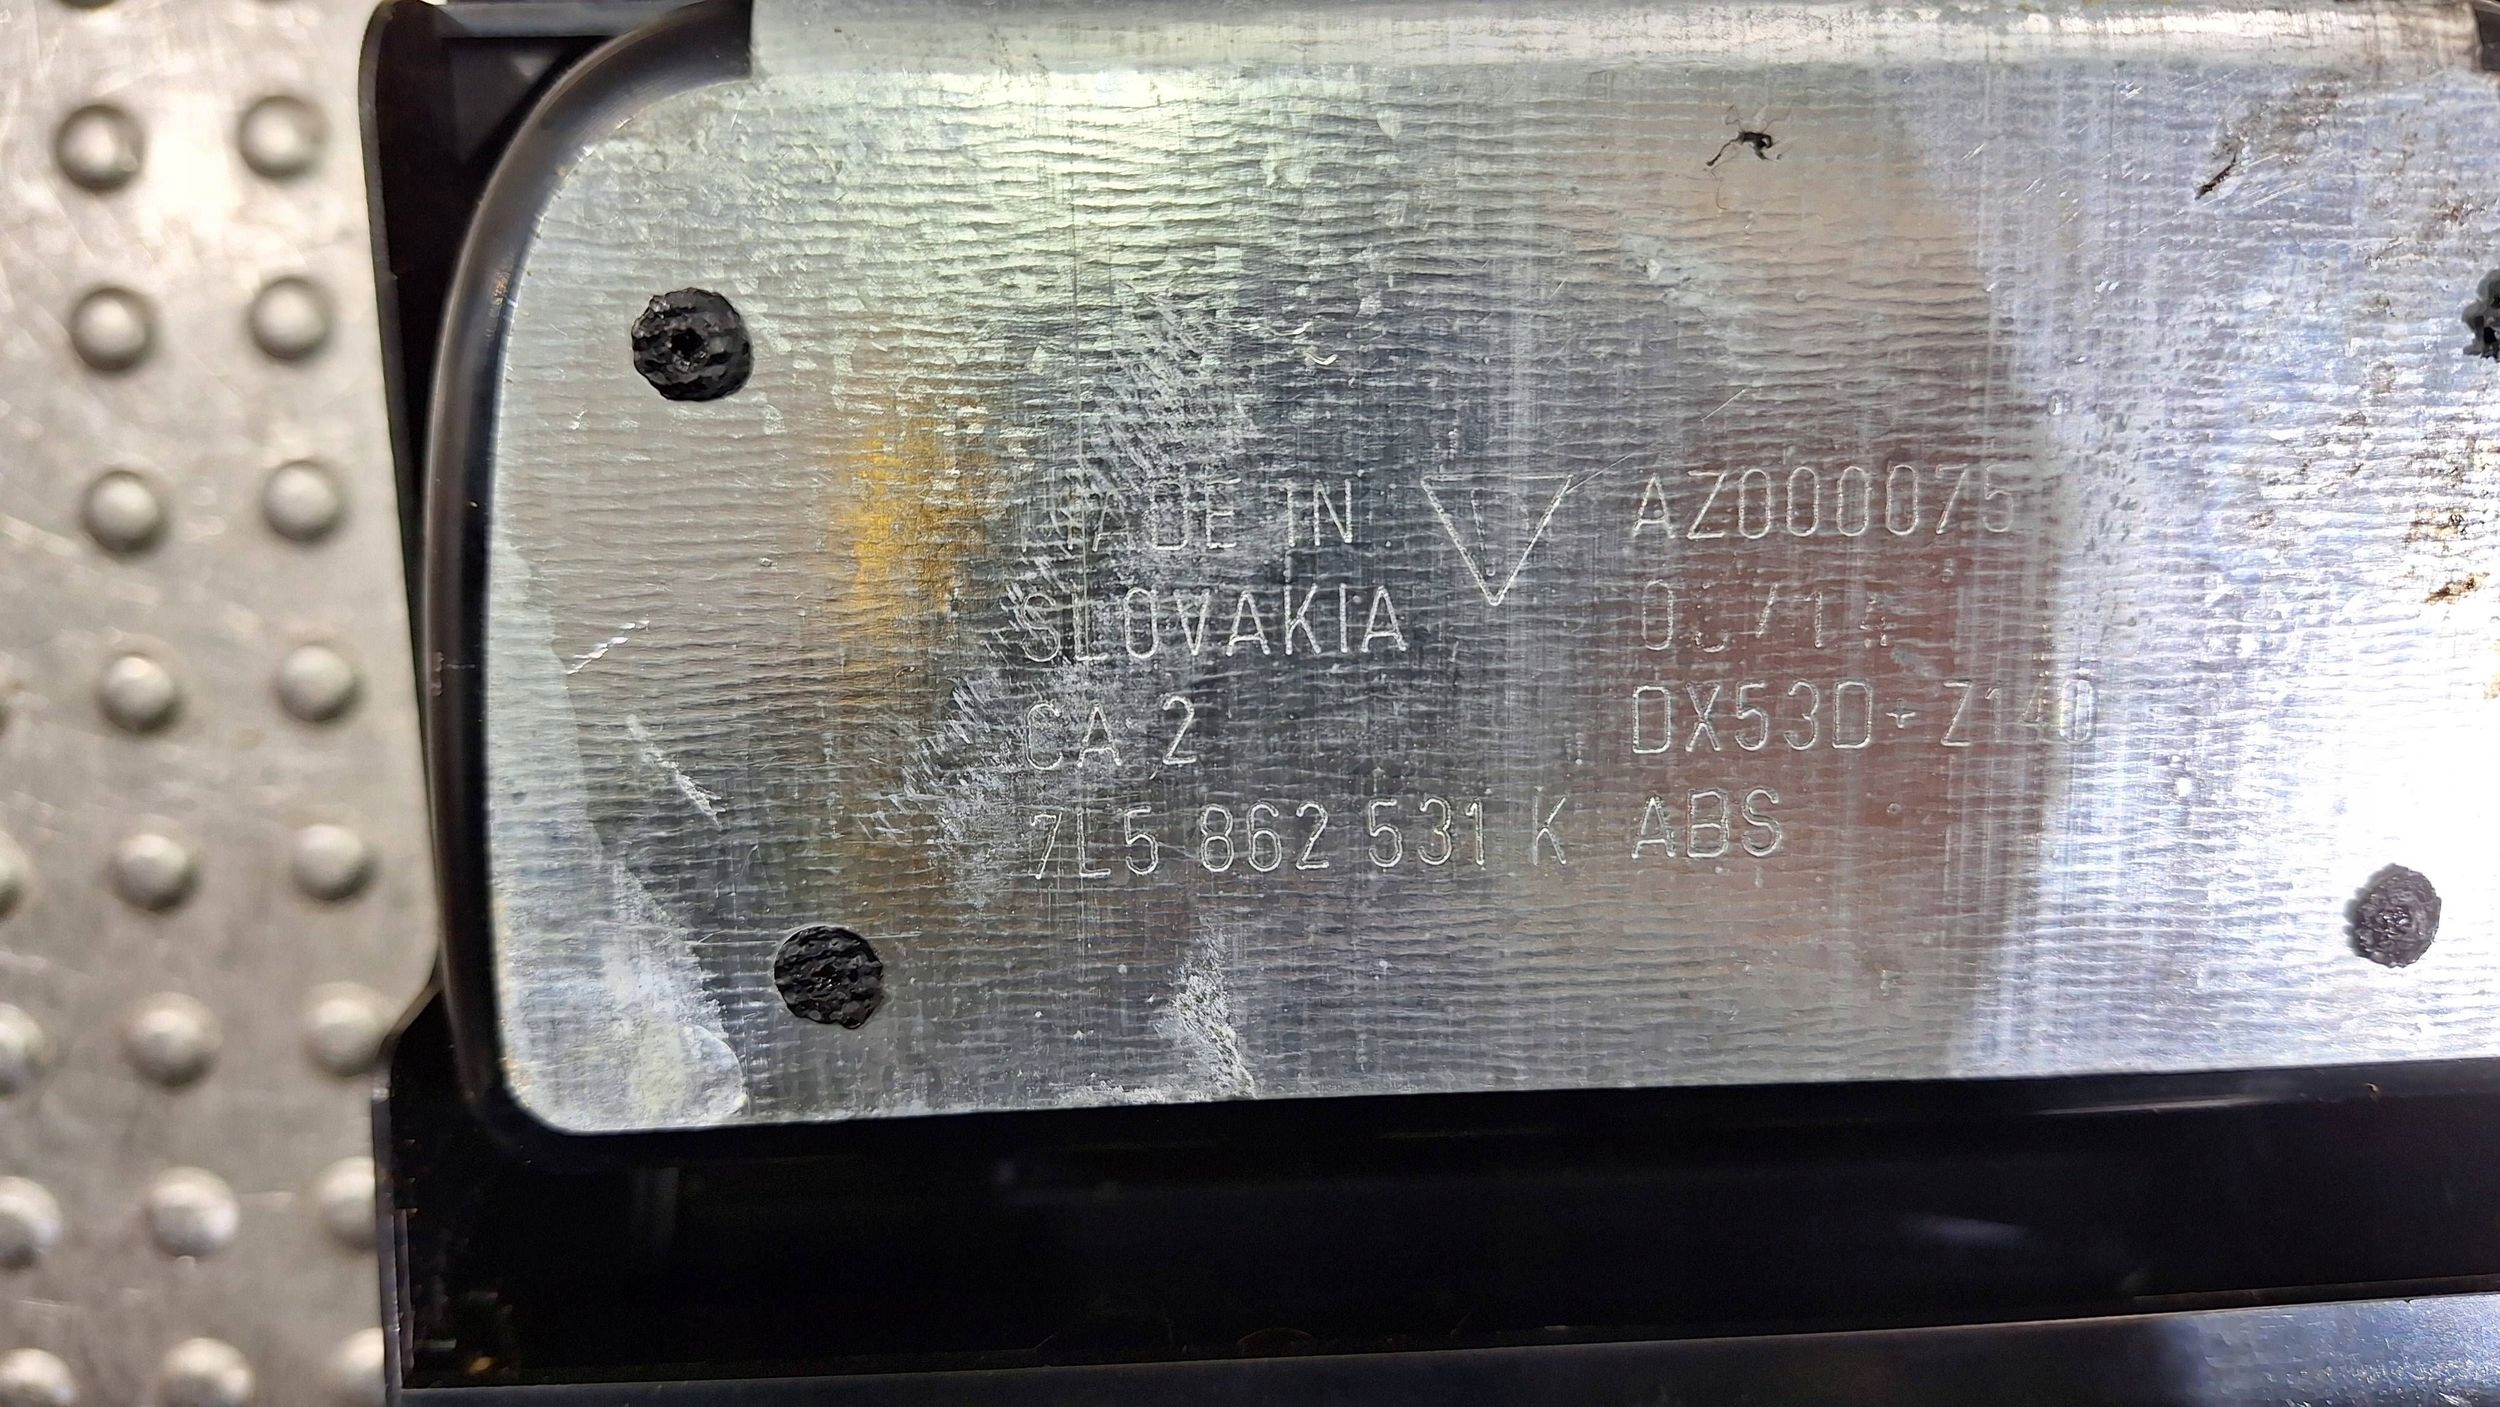 MADE IN
SLOVAKIA
CA 2
7L5 862 531 K
AZ000075
DX53D+Z140
ABS